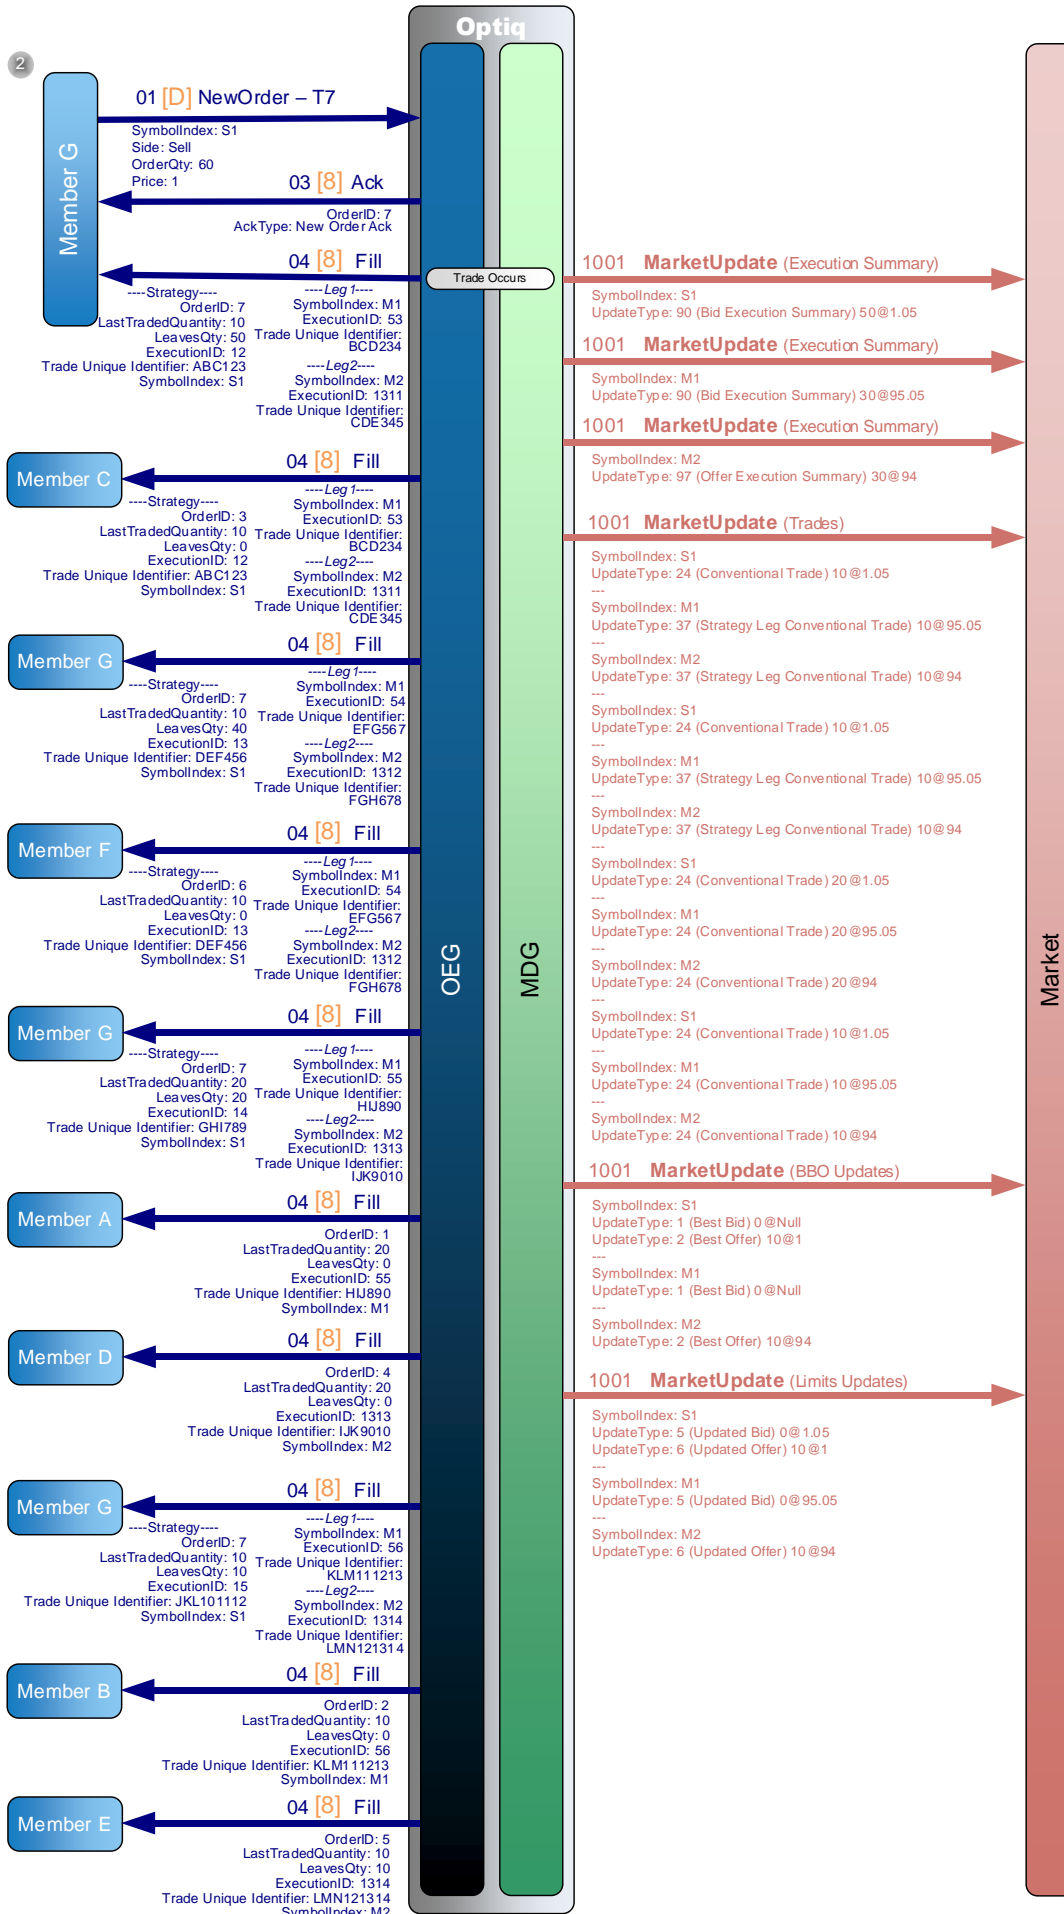 Optiq
2
Member G
01 [D] NewOrder – T7
SymbolIndex: S1
Side: Sell
OrderQty: 60
Price: 1
03 [8] Ack
OrderID: 7
AckType: New Order Ack
04 [8] Fill
Trade Occurs
----Strategy----
OrderID: 7
LastTradedQuantity: 10
LeavesQty: 50
ExecutionID: 12
Trade Unique Identifier: ABC123
SymbolIndex: S1
----Leg1----
SymbolIndex: M1
ExecutionID: 53
Trade Unique Identifier:
BCD234
----Leg2----
SymbolIndex: M2
ExecutionID: 1311
Trade Unique Identifier:
CDE345
Member C
04 [8] Fill
----Strategy----
OrderID: 3
LastTradedQuantity: 10
LeavesQty: 0
ExecutionID: 12
Trade Unique Identifier: ABC123
SymbolIndex: S1
----Leg1----
SymbolIndex: M1
ExecutionID: 53
Trade Unique Identifier:
BCD234
----Leg2----
SymbolIndex: M2
ExecutionID: 1311
Trade Unique Identifier:
CDE345
Member G
04 [8] Fill
----Strategy----
OrderID: 7
LastTradedQuantity: 10
LeavesQty: 40
ExecutionID: 13
Trade Unique Identifier: DEF456
SymbolIndex: S1
----Leg1----
SymbolIndex: M1
ExecutionID: 54
Trade Unique Identifier:
EFG567
----Leg2----
SymbolIndex: M2
ExecutionID: 1312
Trade Unique Identifier:
FGH678
Member F
04 [8] Fill
----Strategy----
OrderID: 6
LastTradedQuantity: 10
LeavesQty: 0
ExecutionID: 13
Trade Unique Identifier: DEF456
SymbolIndex: S1
----Leg1----
SymbolIndex: M1
ExecutionID: 54
Trade Unique Identifier:
EFG567
----Leg2----
SymbolIndex: M2
ExecutionID: 1312
Trade Unique Identifier:
FGH678
Member G
04 [8] Fill
----Strategy----
OrderID: 7
LastTradedQuantity: 20
LeavesQty: 20
ExecutionID: 14
Trade Unique Identifier: GHI789
SymbolIndex: S1
----Leg1----
SymbolIndex: M1
ExecutionID: 55
Trade Unique Identifier:
HIJ890
----Leg2----
SymbolIndex: M2
ExecutionID: 1313
Trade Unique Identifier:
IJK9010
Member A
04 [8] Fill
OrderID: 1
LastTradedQuantity: 20
LeavesQty: 0
ExecutionID: 55
Trade Unique Identifier: HIJ890
SymbolIndex: M1
Member D
04 [8] Fill
OrderID: 4
LastTradedQuantity: 20
LeavesQty: 0
ExecutionID: 1313
Trade Unique Identifier: IJK9010
SymbolIndex: M2
Member G
04 [8] Fill
----Strategy----
OrderID: 7
LastTradedQuantity: 10
LeavesQty: 10
ExecutionID: 15
Trade Unique Identifier: JKL101112
SymbolIndex: S1
----Leg1----
SymbolIndex: M1
ExecutionID: 56
Trade Unique Identifier:
KLM111213
----Leg2----
SymbolIndex: M2
ExecutionID: 1314
Trade Unique Identifier:
LMN121314
Member B
04 [8] Fill
OrderID: 2
LastTradedQuantity: 10
LeavesQty: 0
ExecutionID: 56
Trade Unique Identifier: KLM111213
SymbolIndex: M1
Member E
04 [8] Fill
OrderID: 5
LastTradedQuantity: 10
LeavesQty: 10
ExecutionID: 1314
Trade Unique Identifier: LMN121314
SymbolIndex: M2
OEG
MDG
1001 MarketUpdate (Execution Summary)
SymbolIndex: S1
UpdateType: 90 (Bid Execution Summary) 50@1.05
1001 MarketUpdate (Execution Summary)
SymbolIndex: M1
UpdateType: 90 (Bid Execution Summary) 30@95.05
1001 MarketUpdate (Execution Summary)
SymbolIndex: M2
UpdateType: 97 (Offer Execution Summary) 30@94
1001 MarketUpdate (Trades)
SymbolIndex: S1
UpdateType: 24 (Conventional Trade) 10@1.05
---
SymbolIndex: M1
UpdateType: 37 (Strategy Leg Conventional Trade) 10@95.05
---
SymbolIndex: M2
UpdateType: 37 (Strategy Leg Conventional Trade) 10@94
---
SymbolIndex: S1
UpdateType: 24 (Conventional Trade) 10@1.05
---
SymbolIndex: M1
UpdateType: 37 (Strategy Leg Conventional Trade) 10@95.05
---
SymbolIndex: M2
UpdateType: 37 (Strategy Leg Conventional Trade) 10@94
---
SymbolIndex: S1
UpdateType: 24 (Conventional Trade) 20@1.05
---
SymbolIndex: M1
UpdateType: 24 (Conventional Trade) 20@95.05
---
SymbolIndex: M2
UpdateType: 24 (Conventional Trade) 20@94
---
SymbolIndex: S1
UpdateType: 24 (Conventional Trade) 10@1.05
---
SymbolIndex: M1
UpdateType: 24 (Conventional Trade) 10@95.05
---
SymbolIndex: M2
UpdateType: 24 (Conventional Trade) 10@94
1001 MarketUpdate (BBO Updates)
SymbolIndex: S1
UpdateType: 1 (Best Bid) 0@Null
UpdateType: 2 (Best Offer) 10@1
---
SymbolIndex: M1
UpdateType: 1 (Best Bid) 0@Null
---
SymbolIndex: M2
UpdateType: 2 (Best Offer) 10@94
1001 MarketUpdate (Limits Updates)
SymbolIndex: S1
UpdateType: 5 (Updated Bid) 0@1.05
UpdateType: 6 (Updated Offer) 10@1
---
SymbolIndex: M1
UpdateType: 5 (Updated Bid) 0@95.05
---
SymbolIndex: M2
UpdateType: 6 (Updated Offer) 10@94
Market